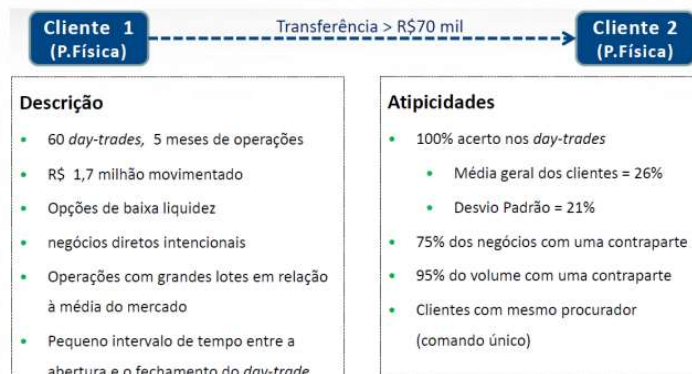 Cliente 1
(P.Física)
Transferência > R$70 mil
Cliente 2
(P.Física)
Descrição
• 60 day-trades, 5 meses de operações
• R$ 1,7 milhão movimentado
• Opções de baixa liquidez
• negócios diretos intencionais
• Operações com grandes lotes em relação
à média do mercado
• Pequeno intervalo de tempo entre a
abertura e o fechamento do day-trade
Atipicidades
• 100% acerto nos day-trades
• Média geral dos clientes = 26%
• Desvio Padrão = 21%
• 75% dos negócios com uma contraparte
• 95% do volume com uma contraparte
• Clientes com mesmo procurador
(comando único)